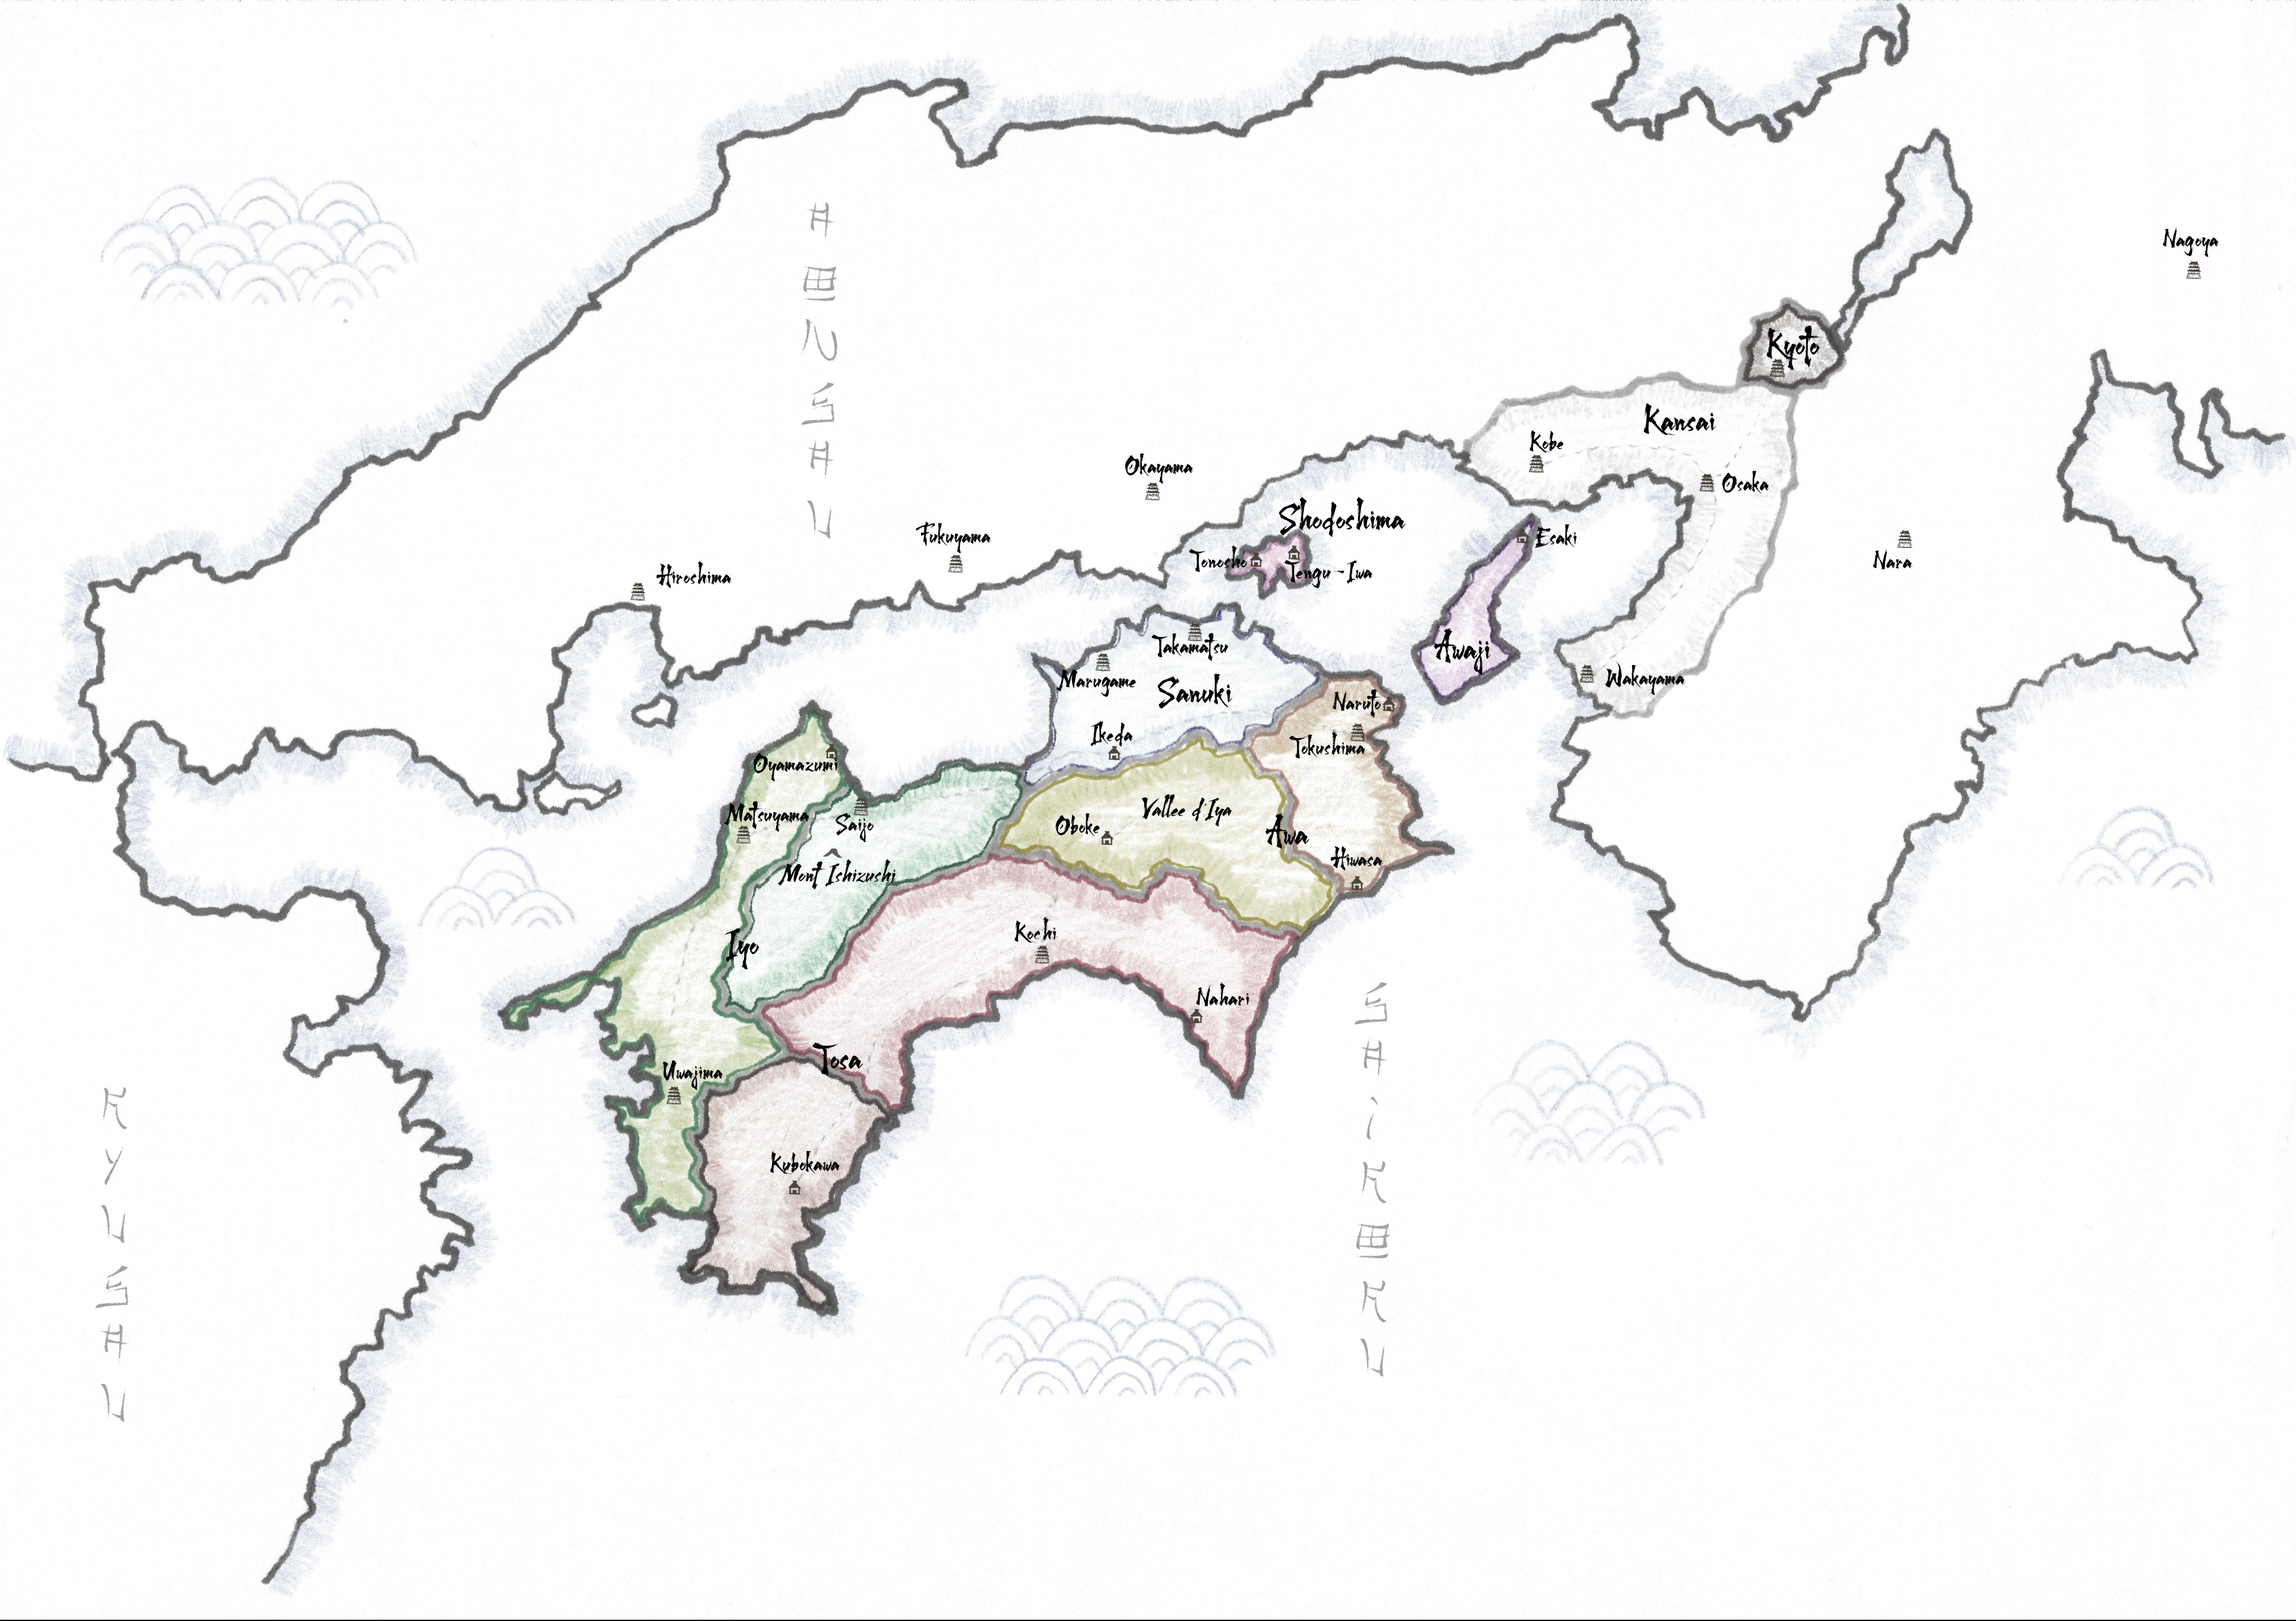 HONSHU
Nagoya
Kyoto
Kansai
Kobe
Okayama
Osaka
Shodoshima
Fukuyama
Esaki
Nara
Tonosho
Tengu-Iwa
Hiroshima
Takamatsu
Awaji
Marugame
Wakayama
Sanuki
Naruto
Ikeda
Tokushima
Oyamazumi
Vallee d'Iya
Matsuyama
Saijo
Oboke
Awa
Hiwasa
Mont Ishizushi
Kochi
Iyo
Nahari
Tosa
Uwajima
Kubokawa
SHIKOKU
KYUSHU